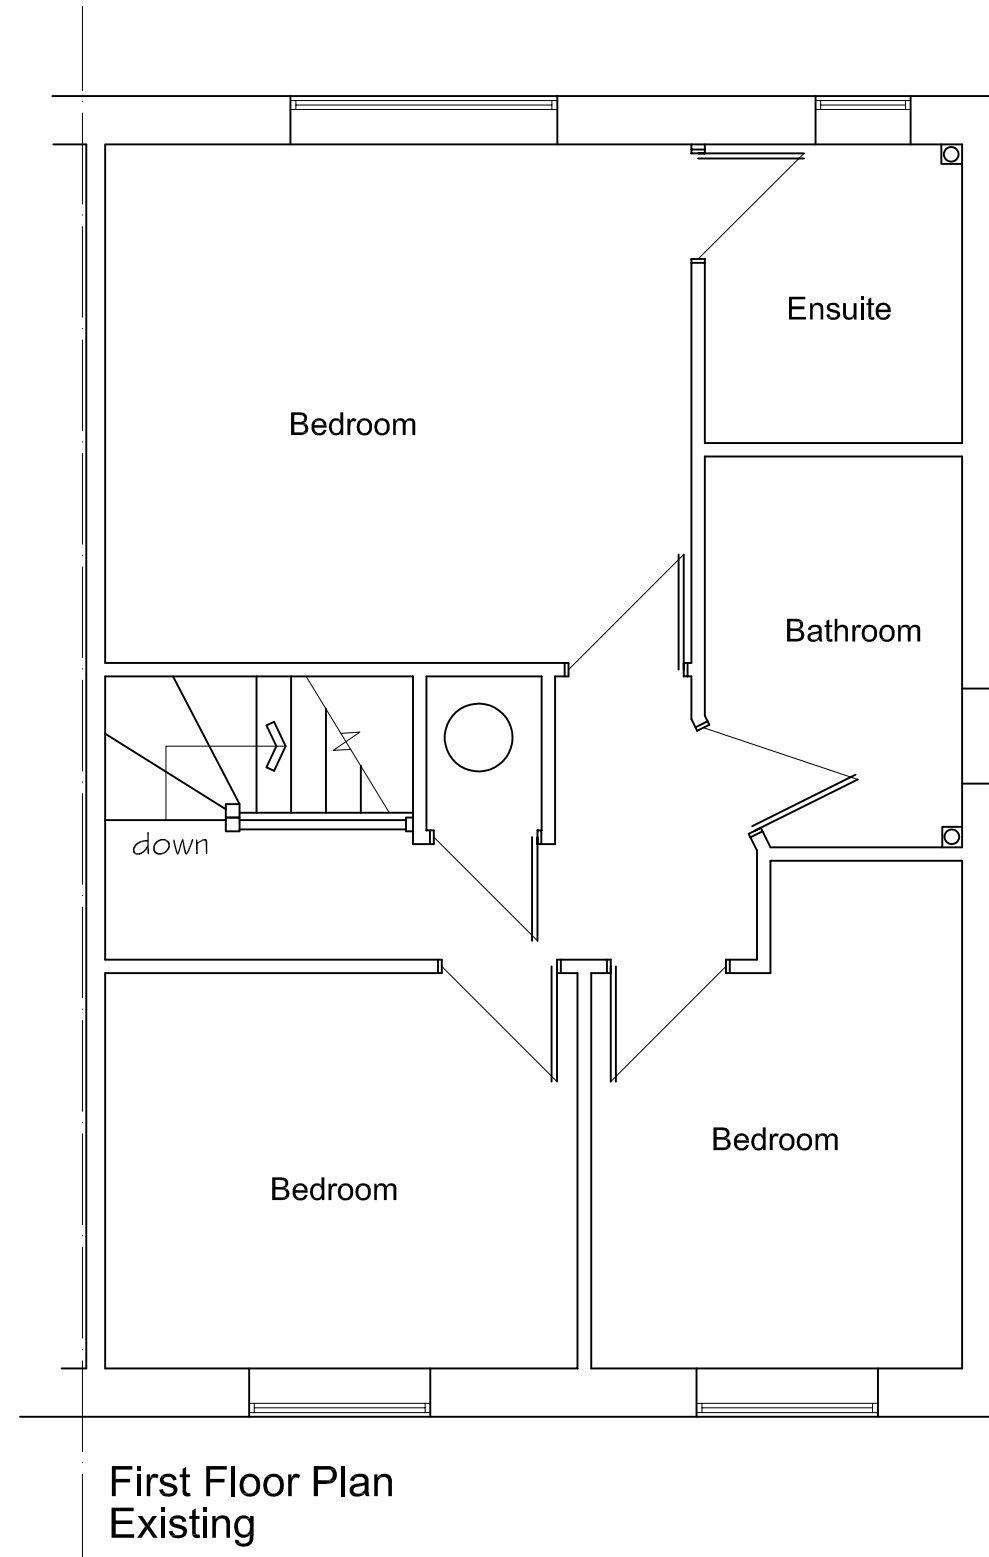 Ensuite
Bedroom
Bathroom
down
Bedroom
Bedroom
First Floor Plan
Existing